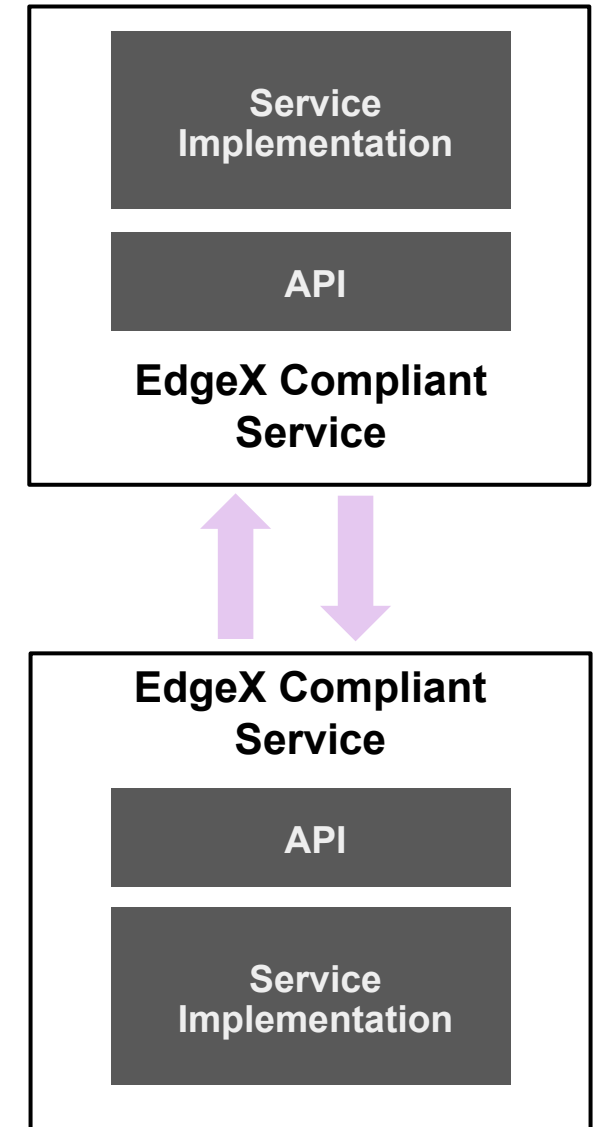 Service
Implementation
API
EdgeX Compliant
Service
EdgeX Compliant
Service
API
Service
Implementation